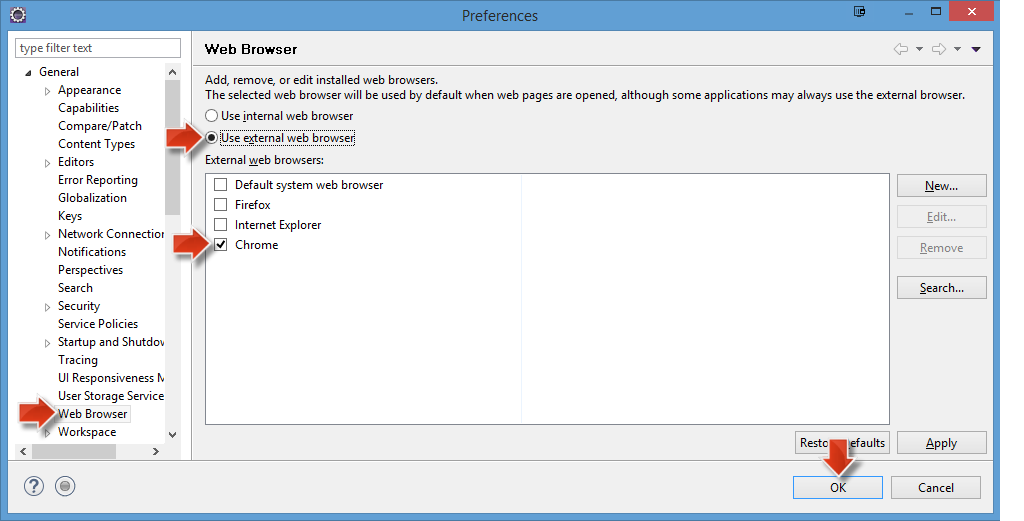 Preferences
type filter text
General
Appearance
Capabilities
Compare/Patch
Content Types
Editors
Error Reporting
Globalization
Keys
Network Connection
Notifications
Perspectives
Search
Security
Service Policies
Startup and Shutdow
Tracing
UI Responsiveness M
User Storage Service
Web Browser
Workspace
Web Browser
Add, remove, or edit installed web browsers.
The selected web browser will be used by default when web pages are opened, although some applications may always use the external browser.
Use internal web browser
Use external web browser
External web browsers:
Default system web browser
Firefox
Internet Explorer
Chrome
New...
Edit...
Remove
Search...
Restore Defaults
Apply
OK
Cancel